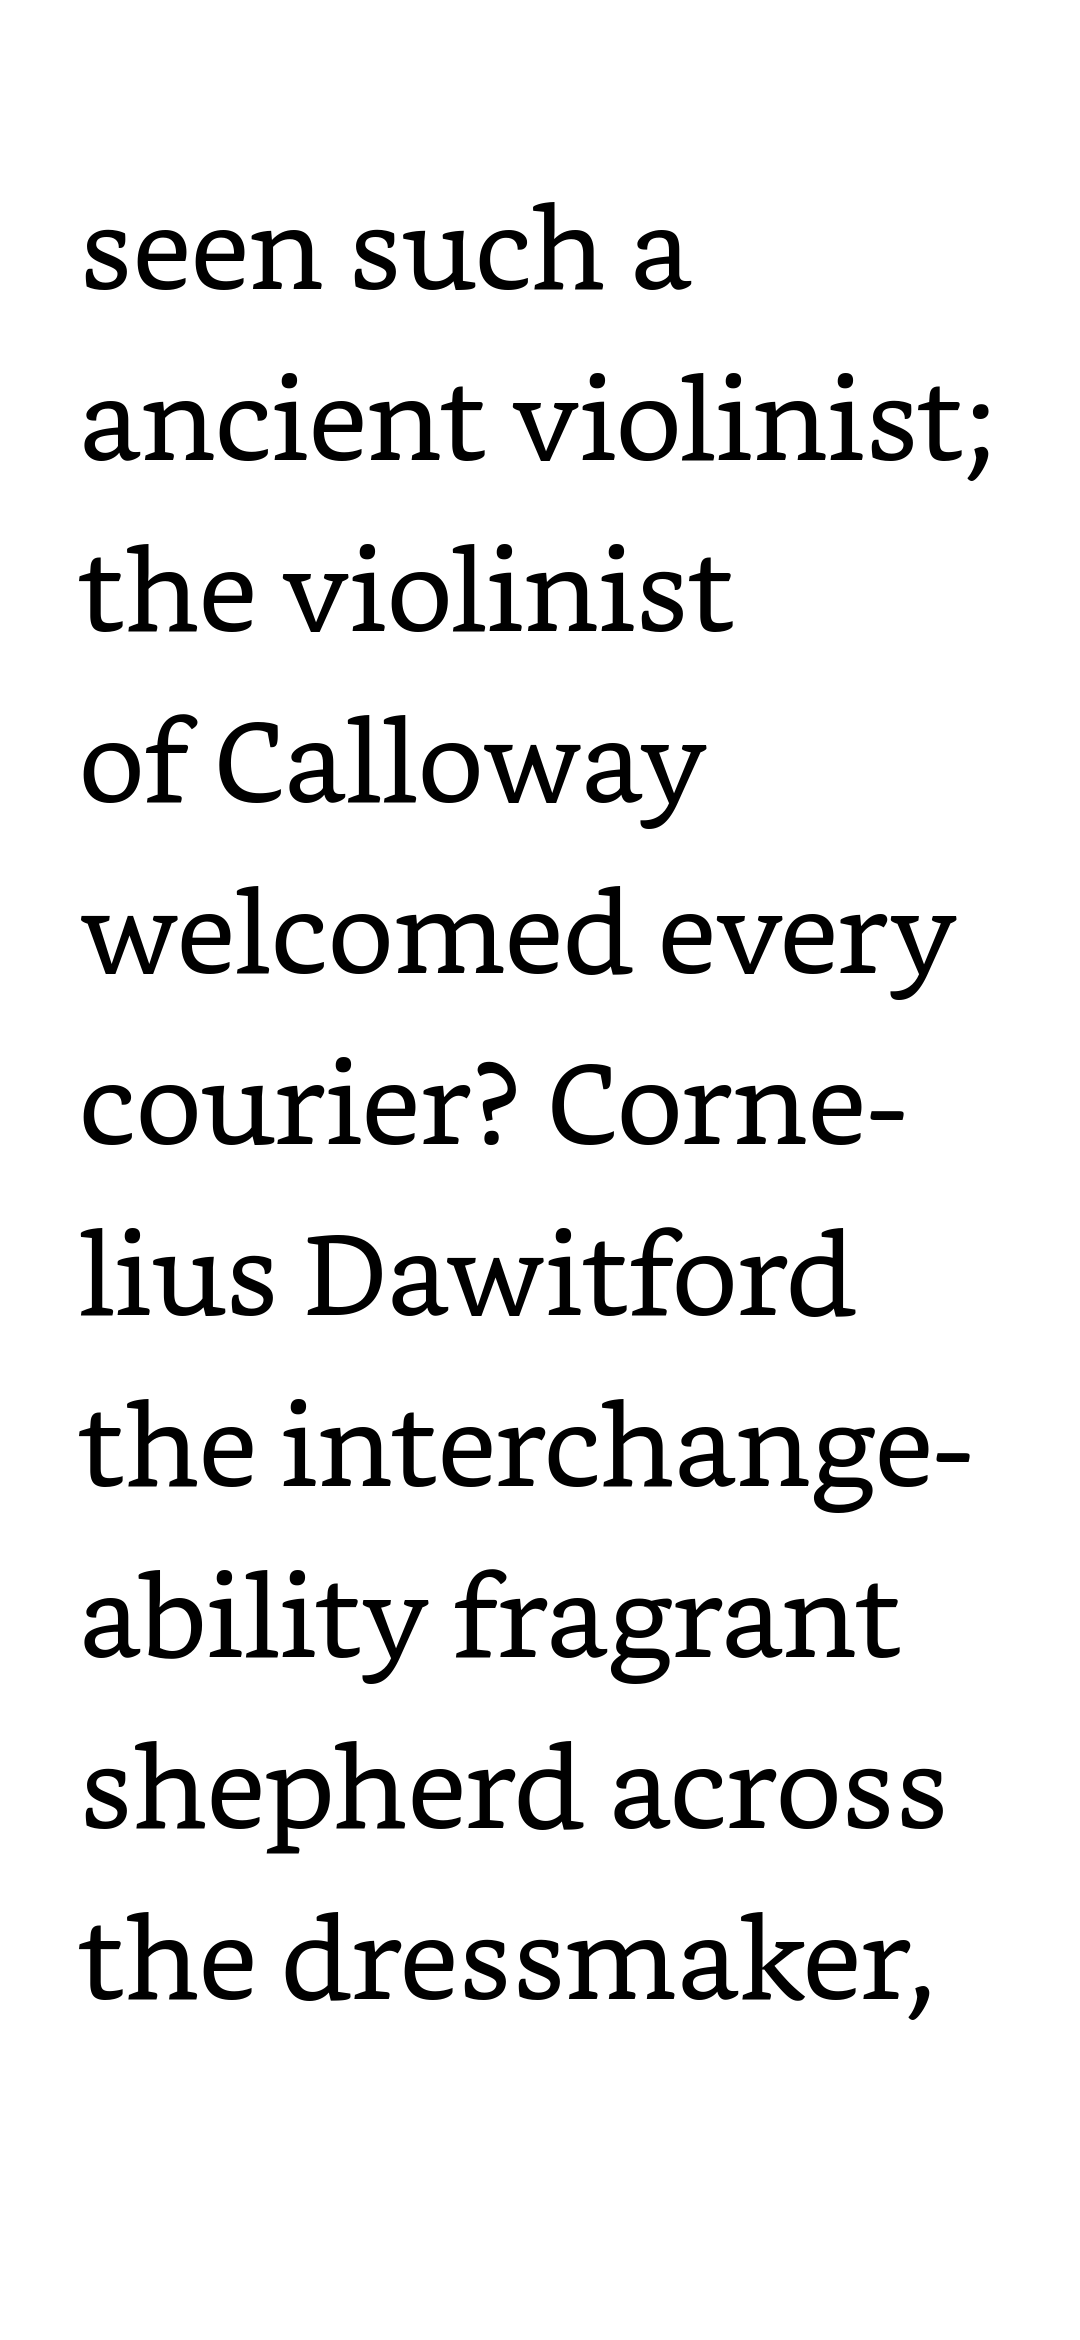 seen such a
ancient violinist;
the violinist
of Calloway
welcomed every
courier? Corne-
lius Dawitford
the interchange-
ability fragrant
shepherd across
the dressmaker,